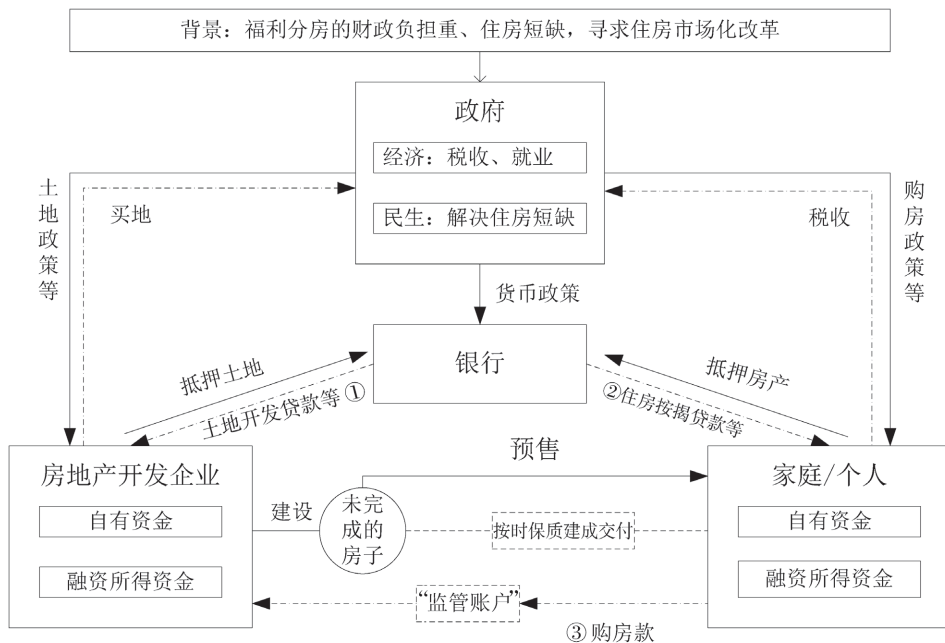 背景：福利分房的财政负担重、住房短缺，寻求住房市场化改革
政府
经济：税收、就业
民生：解决住房短缺
土地政策等
买地
税收
购房政策等
货币政策
银行
抵押土地
土地开发贷款等①
抵押房产
②住房按揭贷款等
房地产开发企业
自有资金
融资所得资金
建设
未完
成的
房子
预售
按时保质建成交付
“监管账户”
③购房款
家庭/个人
自有资金
融资所得资金